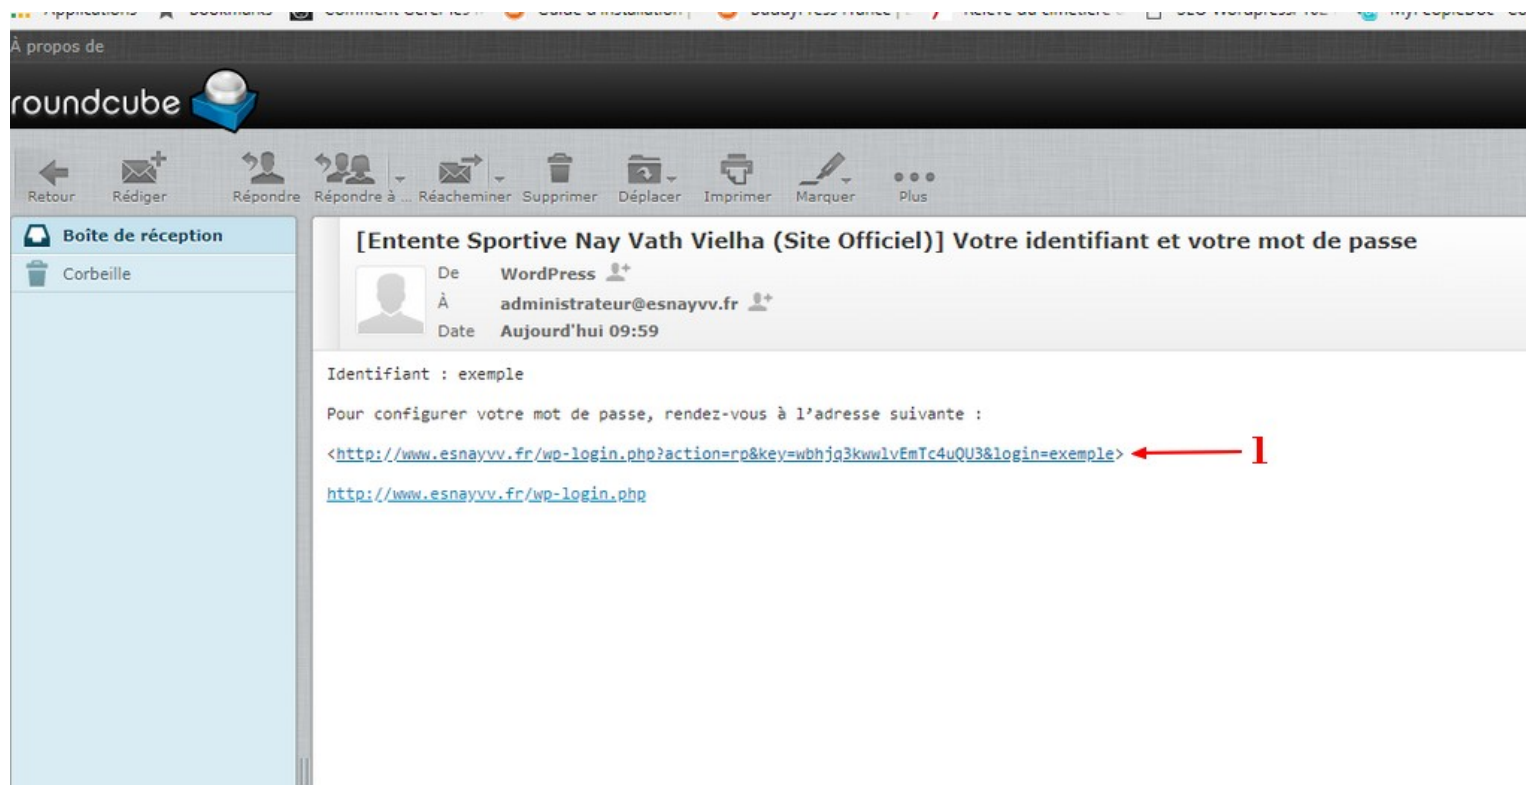 À propos de
roundcube
Retour Rédiger Répondre Répondre à ... Réacheminer Supprimer Déplacer Imprimer Marquer Plus
Boîte de réception
Corbeille
[Entente Sportive Nay Vath Vielha (Site Officiel)] Votre identifiant et votre mot de passe
De WordPress
À administrateur@esnayvv.fr
Date Aujourd'hui 09:59
Identifiant : exemple
Pour configurer votre mot de passe, rendez-vous à l’adresse suivante :
<http://www.esnayvv.fr/wp-login.php?action=rp&key=wbhjq3kwwlvEmTc4uQU3&login=exemple> 1
http://www.esnayvv.fr/wp-login.php